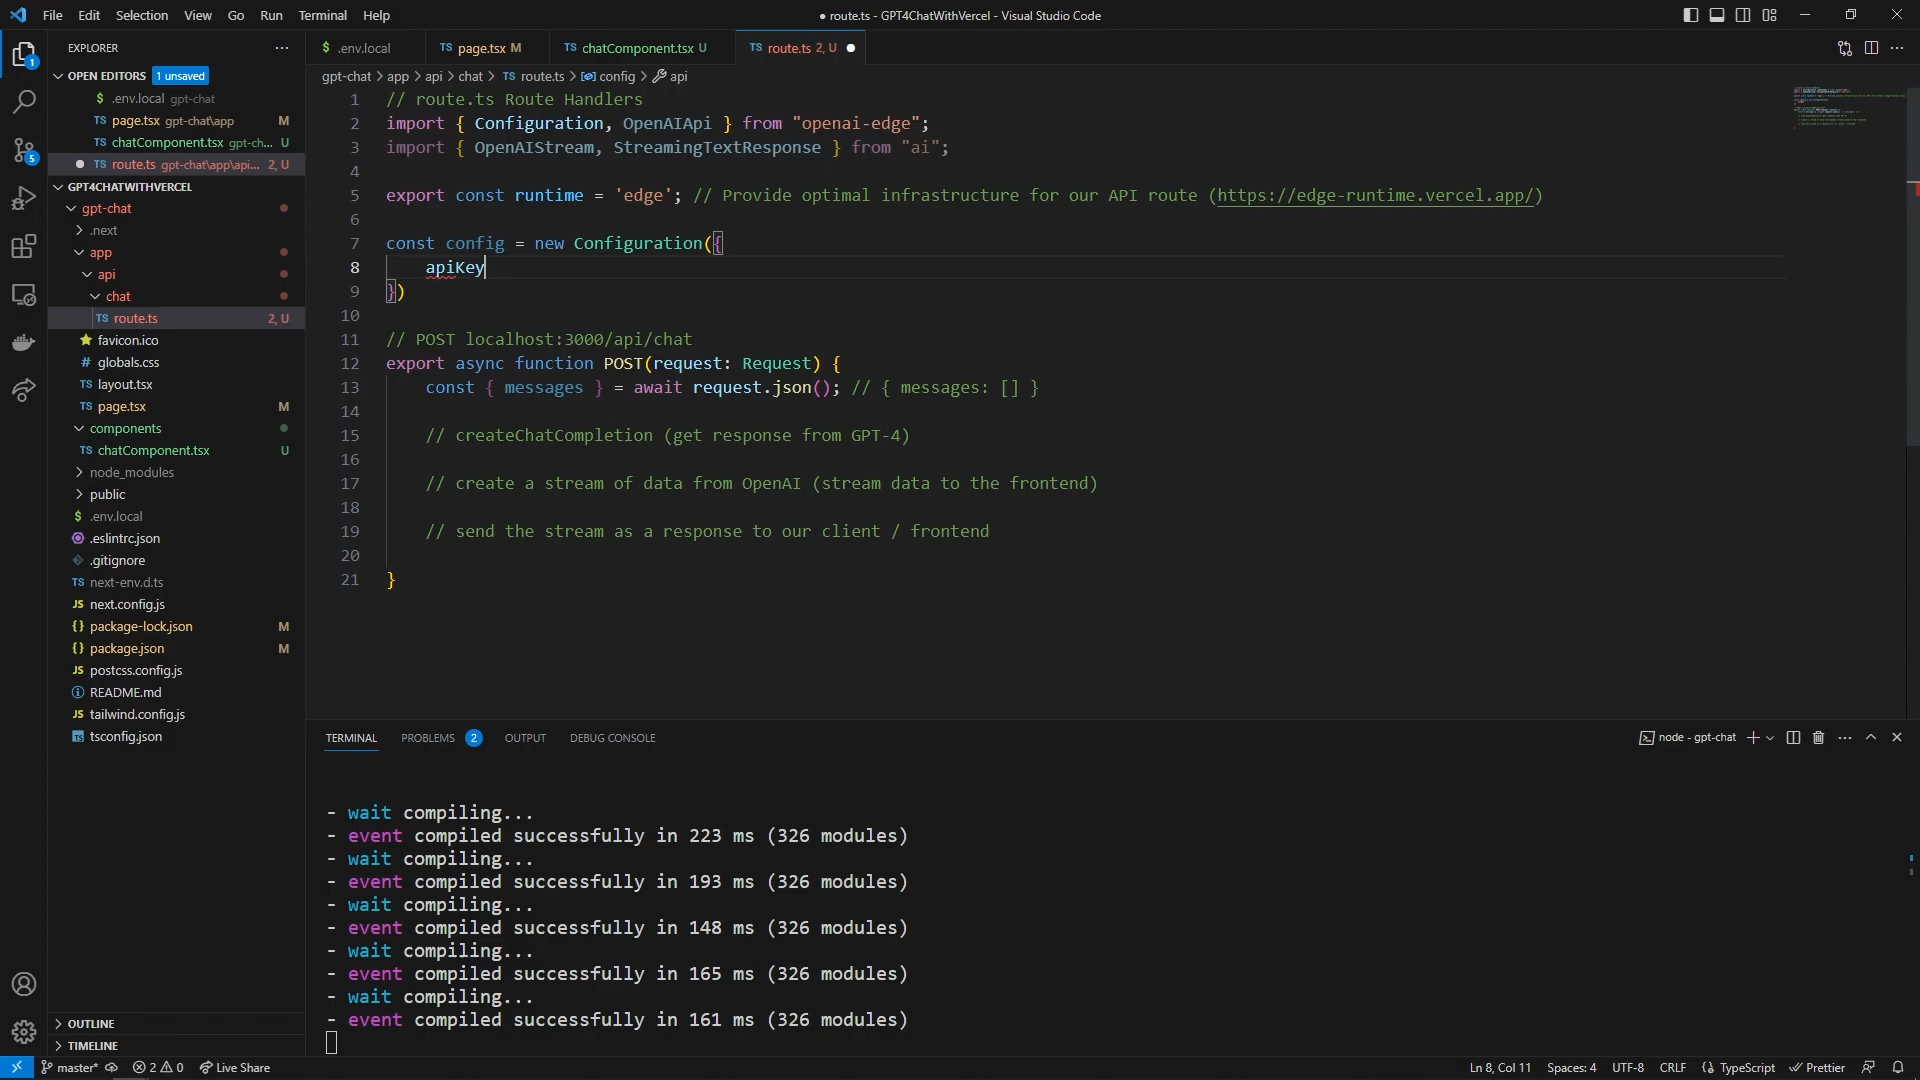 File Edit Selection View Go Run Terminal Help
● route.ts - GPT4ChatWithVercel - Visual Studio Code
EXPLORER
OPEN EDITORS 1 unsaved
.env.local gpt-chat
page.tsx gpt-chat\app M
chatComponent.tsx gpt-ch... U
route.ts gpt-chat\app\api... 2, U
GPT4CHATWITHVERCEL
gpt-chat
.next
app
api
chat
route.ts 2, U
favicon.ico
globals.css
layout.tsx
page.tsx M
components
chatComponent.tsx U
node_modules
public
.env.local
.eslintrc.json
.gitignore
next-env.d.ts
next.config.js
package-lock.json M
package.json M
postcss.config.js
README.md
tailwind.config.js
tsconfig.json
OUTLINE
TIMELINE
.env.local page.tsx M chatComponent.tsx U route.ts 2, U
gpt-chat > app > api > chat > TS route.ts > config > api
1 // route.ts Route Handlers
2 import { Configuration, OpenAIApi } from "openai-edge";
3 import { OpenAIStream, StreamingTextResponse } from "ai";
4
5 export const runtime = 'edge'; // Provide optimal infrastructure for our API route (https://edge-runtime.vercel.app/)
6
7 const config = new Configuration({
8 apiKey
9 })
10
11 // POST localhost:3000/api/chat
12 export async function POST(request: Request) {
13 const { messages } = await request.json(); // { messages: [] }
14
15 // createChatCompletion (get response from GPT-4)
16
17 // create a stream of data from OpenAI (stream data to the frontend)
18
19 // send the stream as a response to our client / frontend
20
21 }
TERMINAL PROBLEMS 2 OUTPUT DEBUG CONSOLE
node - gpt-chat
- wait compiling...
- event compiled successfully in 223 ms (326 modules)
- wait compiling...
- event compiled successfully in 193 ms (326 modules)
- wait compiling...
- event compiled successfully in 148 ms (326 modules)
- wait compiling...
- event compiled successfully in 165 ms (326 modules)
- wait compiling...
- event compiled successfully in 161 ms (326 modules)
master* 2 0 Live Share
Ln 8, Col 11 Spaces: 4 UTF-8 CRLF TypeScript Prettier